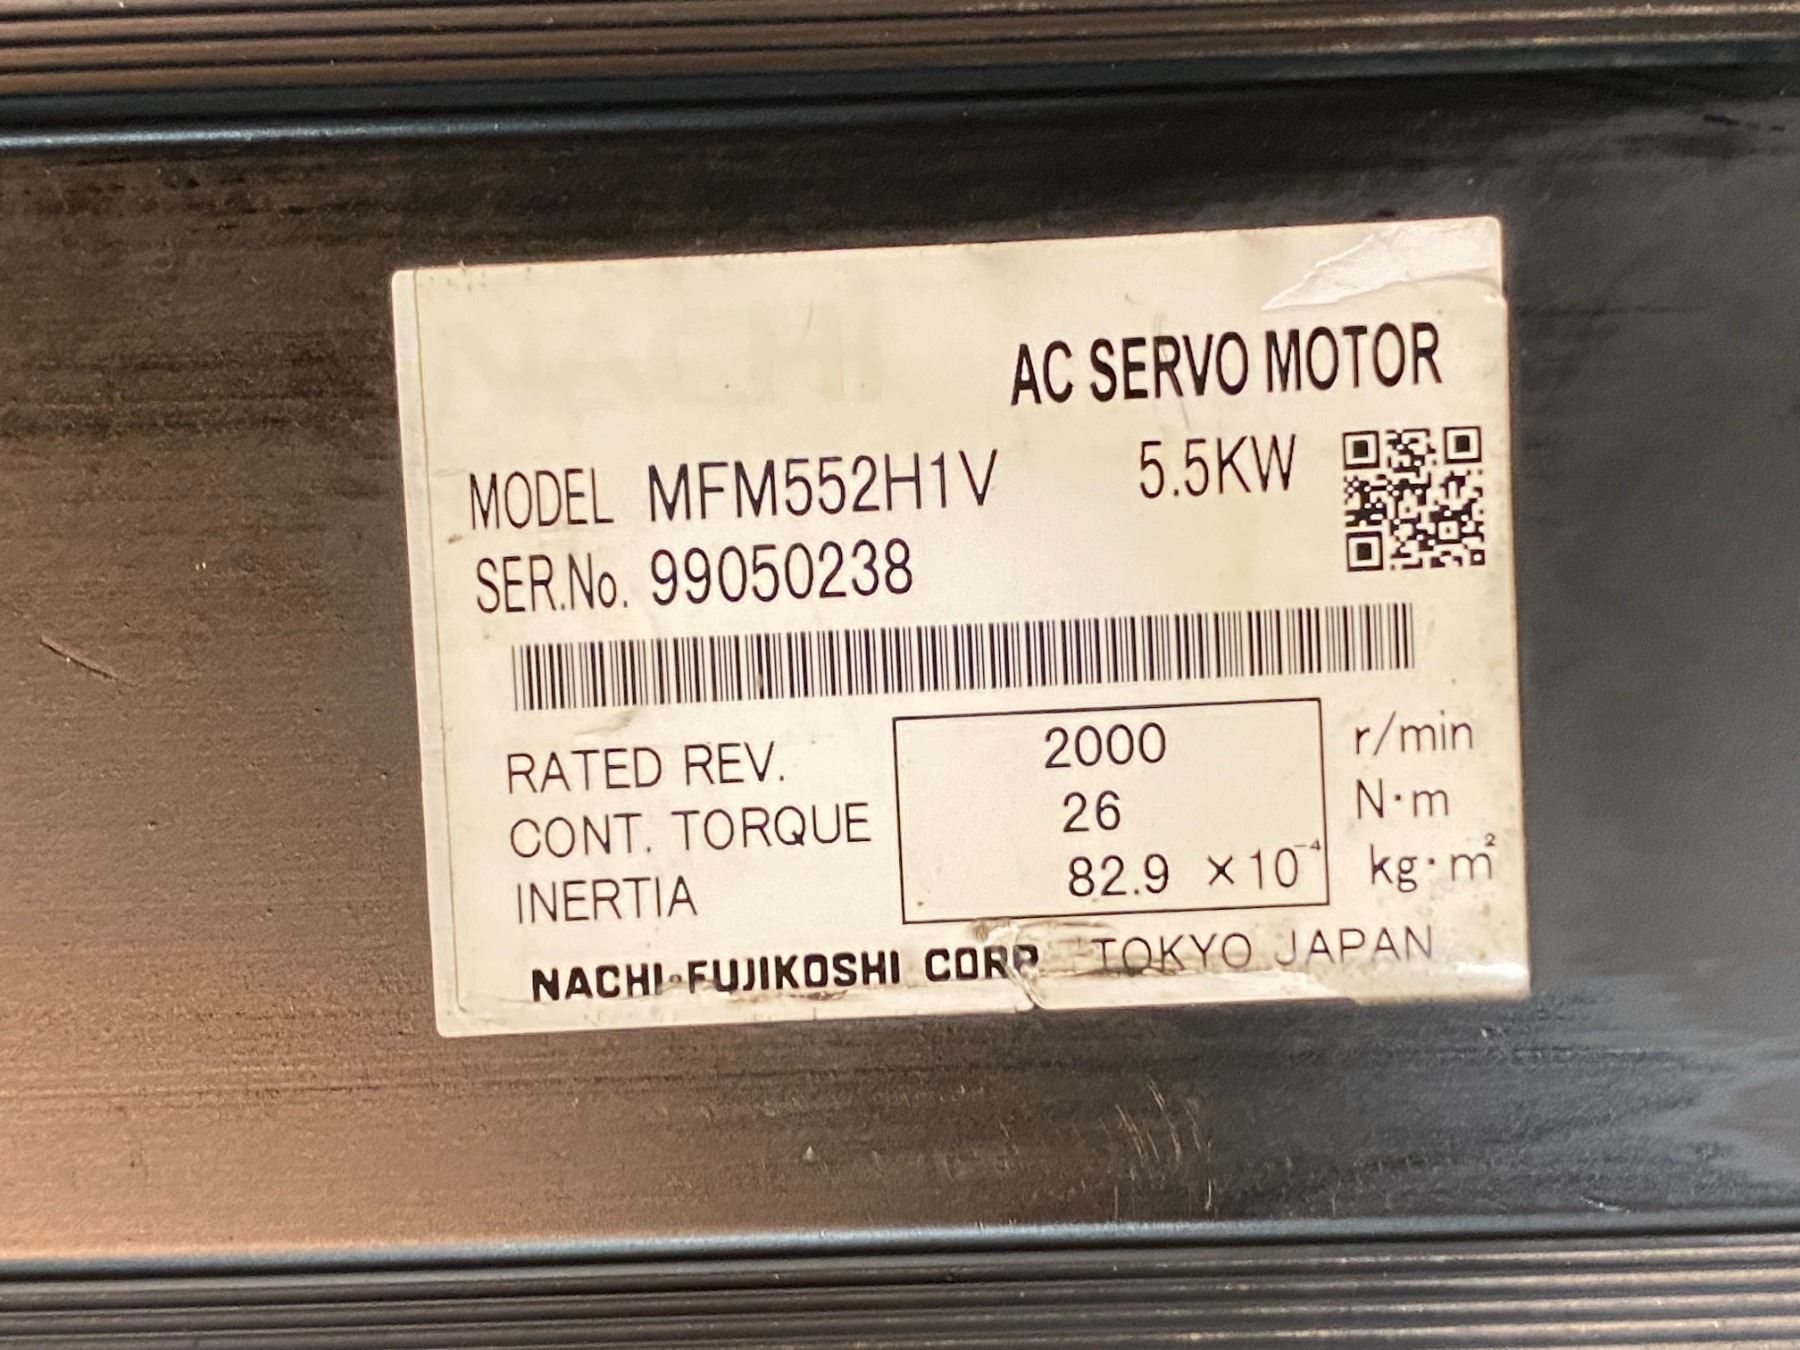 NACHI
AC SERVO MOTOR
MODEL MFM552H1V 5.5KW
SER.No. 99050238
RATED REV. 2000 r/min
CONT. TORQUE 26 N·m
INERTIA 82.9 ×10⁻⁴ kg·m²
NACHI-FUJIKOSHI CORP TOKYO JAPAN